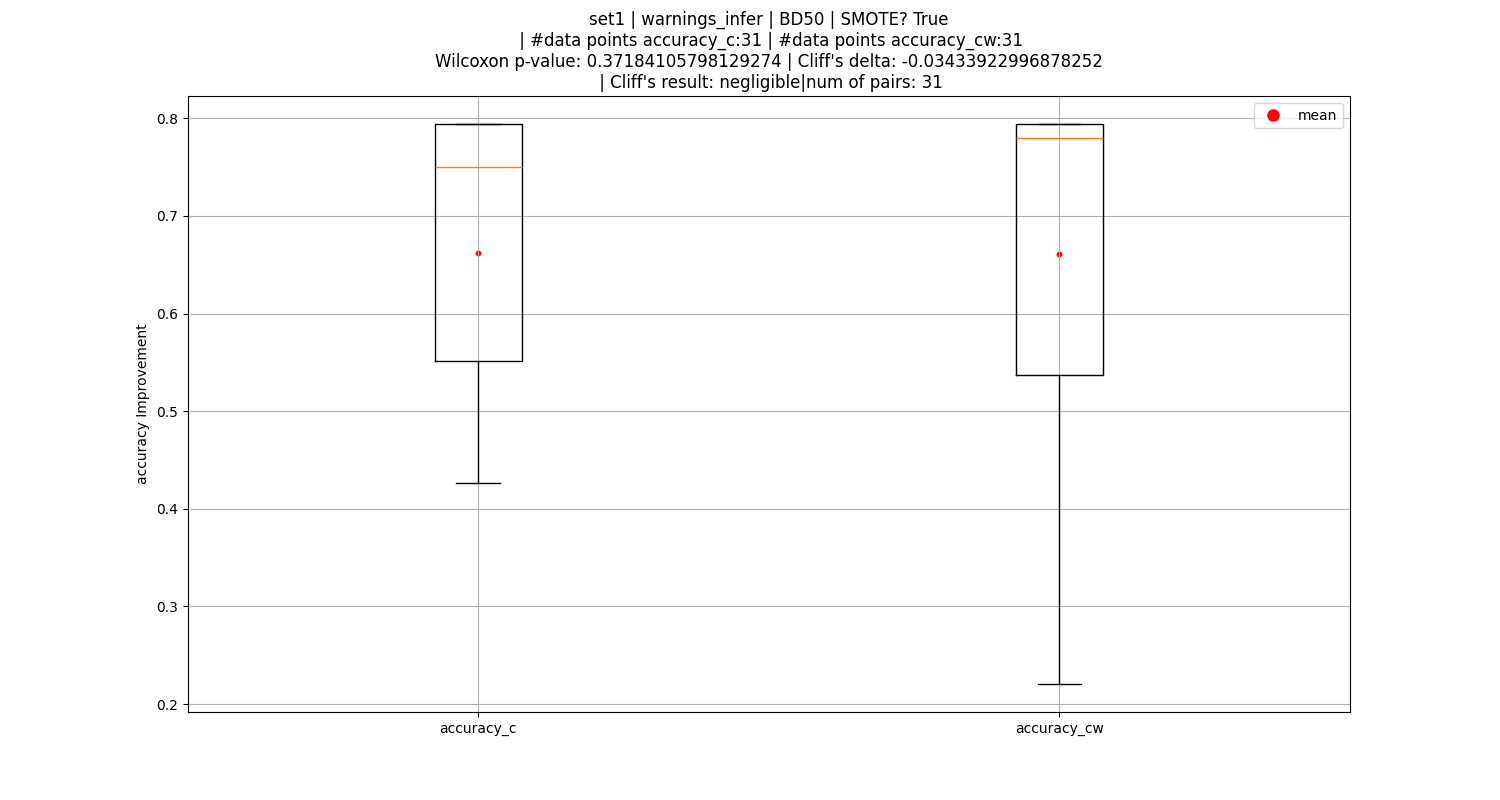 set1 | warnings_infer | BD50 | SMOTE? True
| #data points accuracy_c:31 | #data points accuracy_cw:31
Wilcoxon p-value: 0.37184105798129274 | Cliff's delta: -0.03433922996878252
| Cliff's result: negligible|num of pairs: 31
mean
0.8
0.7
0.6
0.5
0.4
0.3
0.2
accuracy Improvement
accuracy_c
accuracy_cw